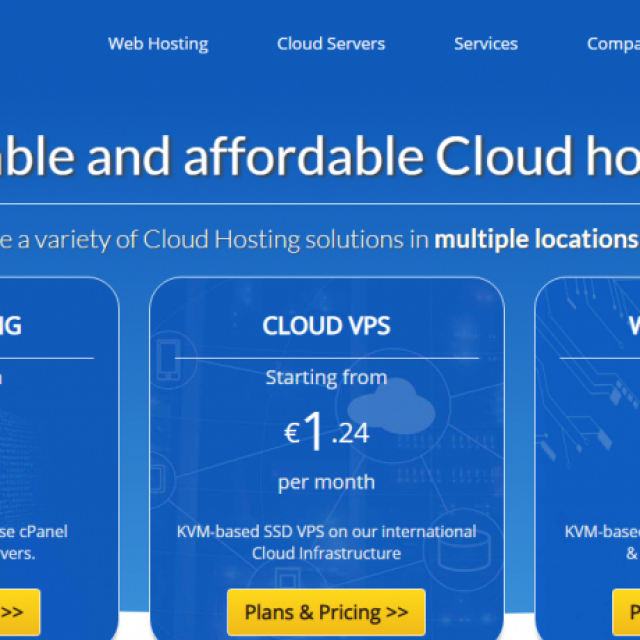 Web Hosting Cloud Servers Services Compa
able and affordable Cloud ho
e a variety of Cloud Hosting solutions in multiple locations
NG
CLOUD VPS
W
Starting from
€1.24
per month
se cPanel
vers.
KVM-based SSD VPS on our international
Cloud Infrastructure
KVM-base
&
>>
Plans & Pricing >>
P